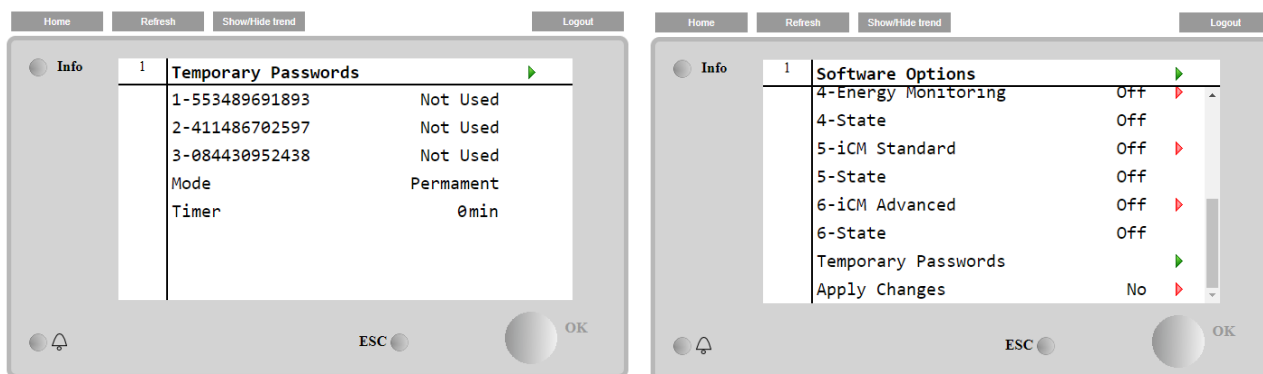 Home Refresh Show/Hide trend Logout
Info 1 Temporary Passwords
1-553489691893 Not Used
2-411486702597 Not Used
3-084430952438 Not Used
Mode Permament
Timer 0min
ESC OK
Home Refresh Show/Hide trend Logout
Info 1 Software Options
4-Energy Monitoring Off
4-State Off
5-iCM Standard Off
5-State Off
6-iCM Advanced Off
6-State Off
Temporary Passwords
Apply Changes No
ESC OK